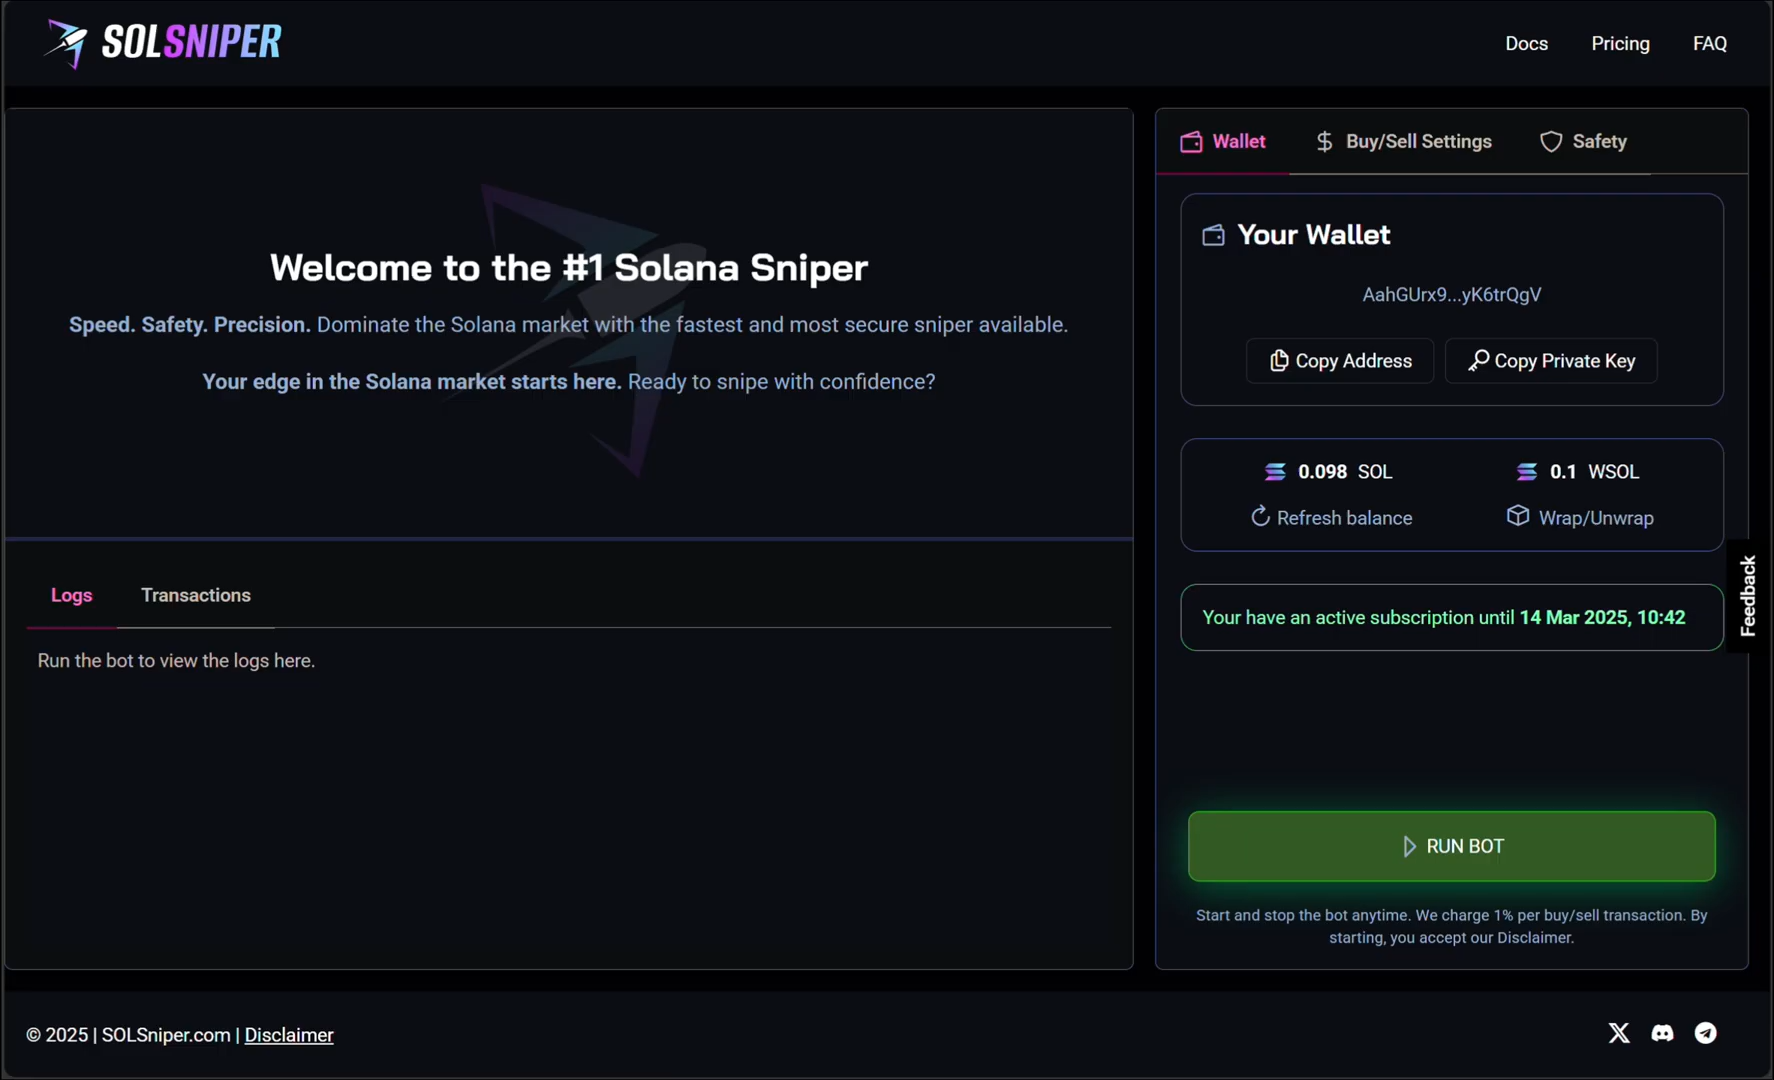 SOLSNIPER
Docs
Pricing
FAQ
Welcome to the #1 Solana Sniper
Speed. Safety. Precision. Dominate the Solana market with the fastest and most secure sniper available.
Your edge in the Solana market starts here. Ready to snipe with confidence?
Logs
Transactions
Run the bot to view the logs here.
Wallet
Buy/Sell Settings
Safety
Your Wallet
AahGUrx9...yK6trQgV
Copy Address
Copy Private Key
0.098 SOL
0.1 WSOL
Refresh balance
Wrap/Unwrap
Your have an active subscription until 14 Mar 2025, 10:42
RUN BOT
Start and stop the bot anytime. We charge 1% per buy/sell transaction. By
starting, you accept our Disclaimer.
Feedback
© 2025 | SOLSniper.com | Disclaimer